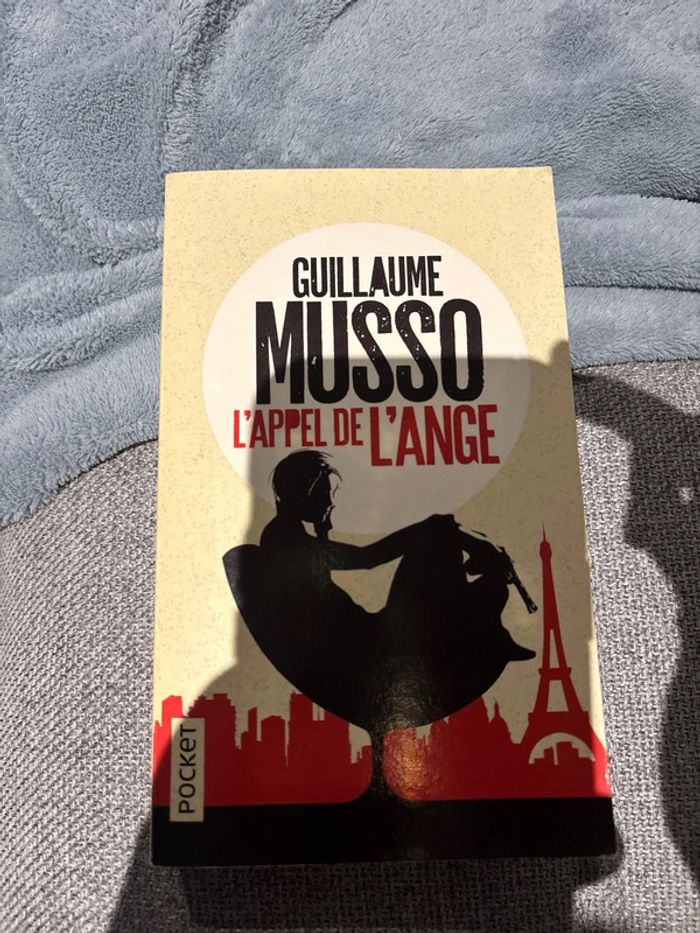 GUILLAUME
MUSSO
L'APPEL DE L'ANGE
POCKET